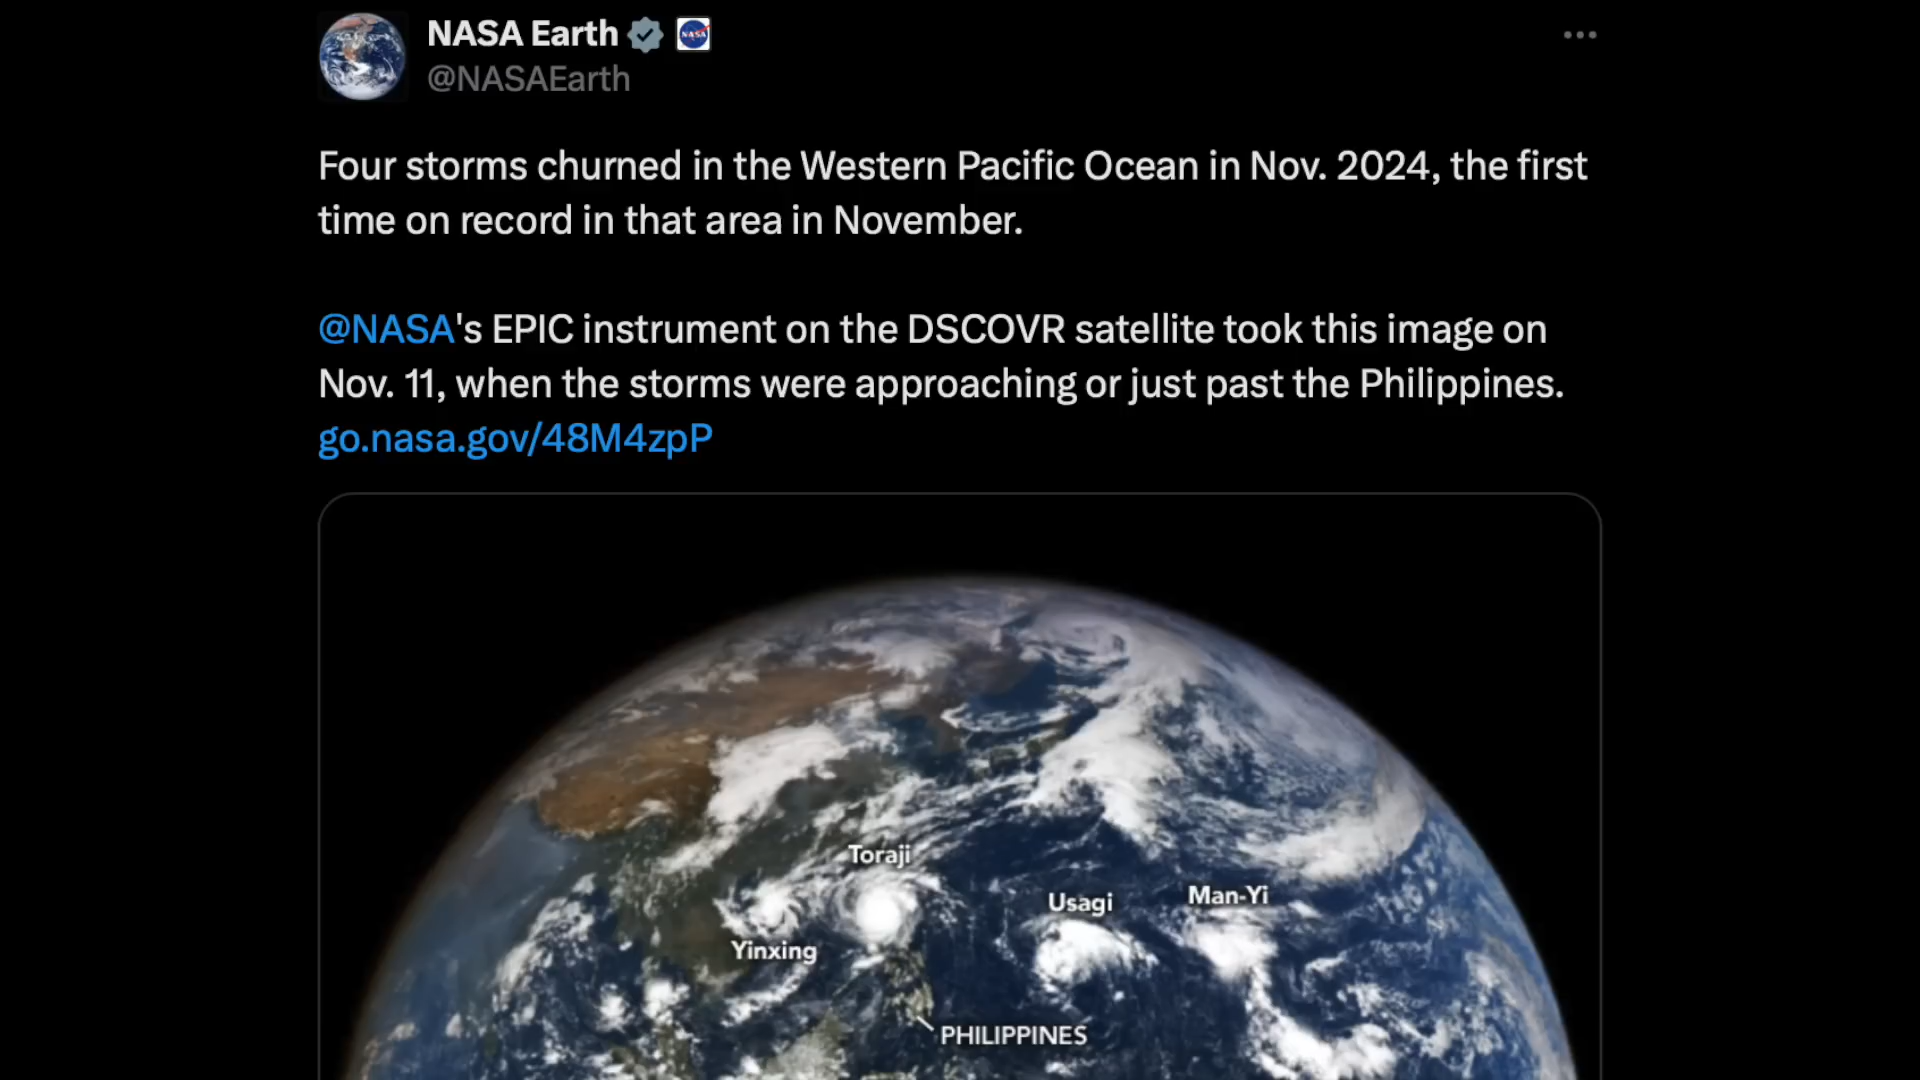 NASA Earth
NASA
@NASAEarth
Four storms churned in the Western Pacific Ocean in Nov. 2024, the first
time on record in that area in November.
@NASA's EPIC instrument on the DSCOVR satellite took this image on
Nov. 11, when the storms were approaching or just past the Philippines.
go.nasa.gov/48M4zpP
Toraji
Usagi
Man-Yi
Yinxing
PHILIPPINES